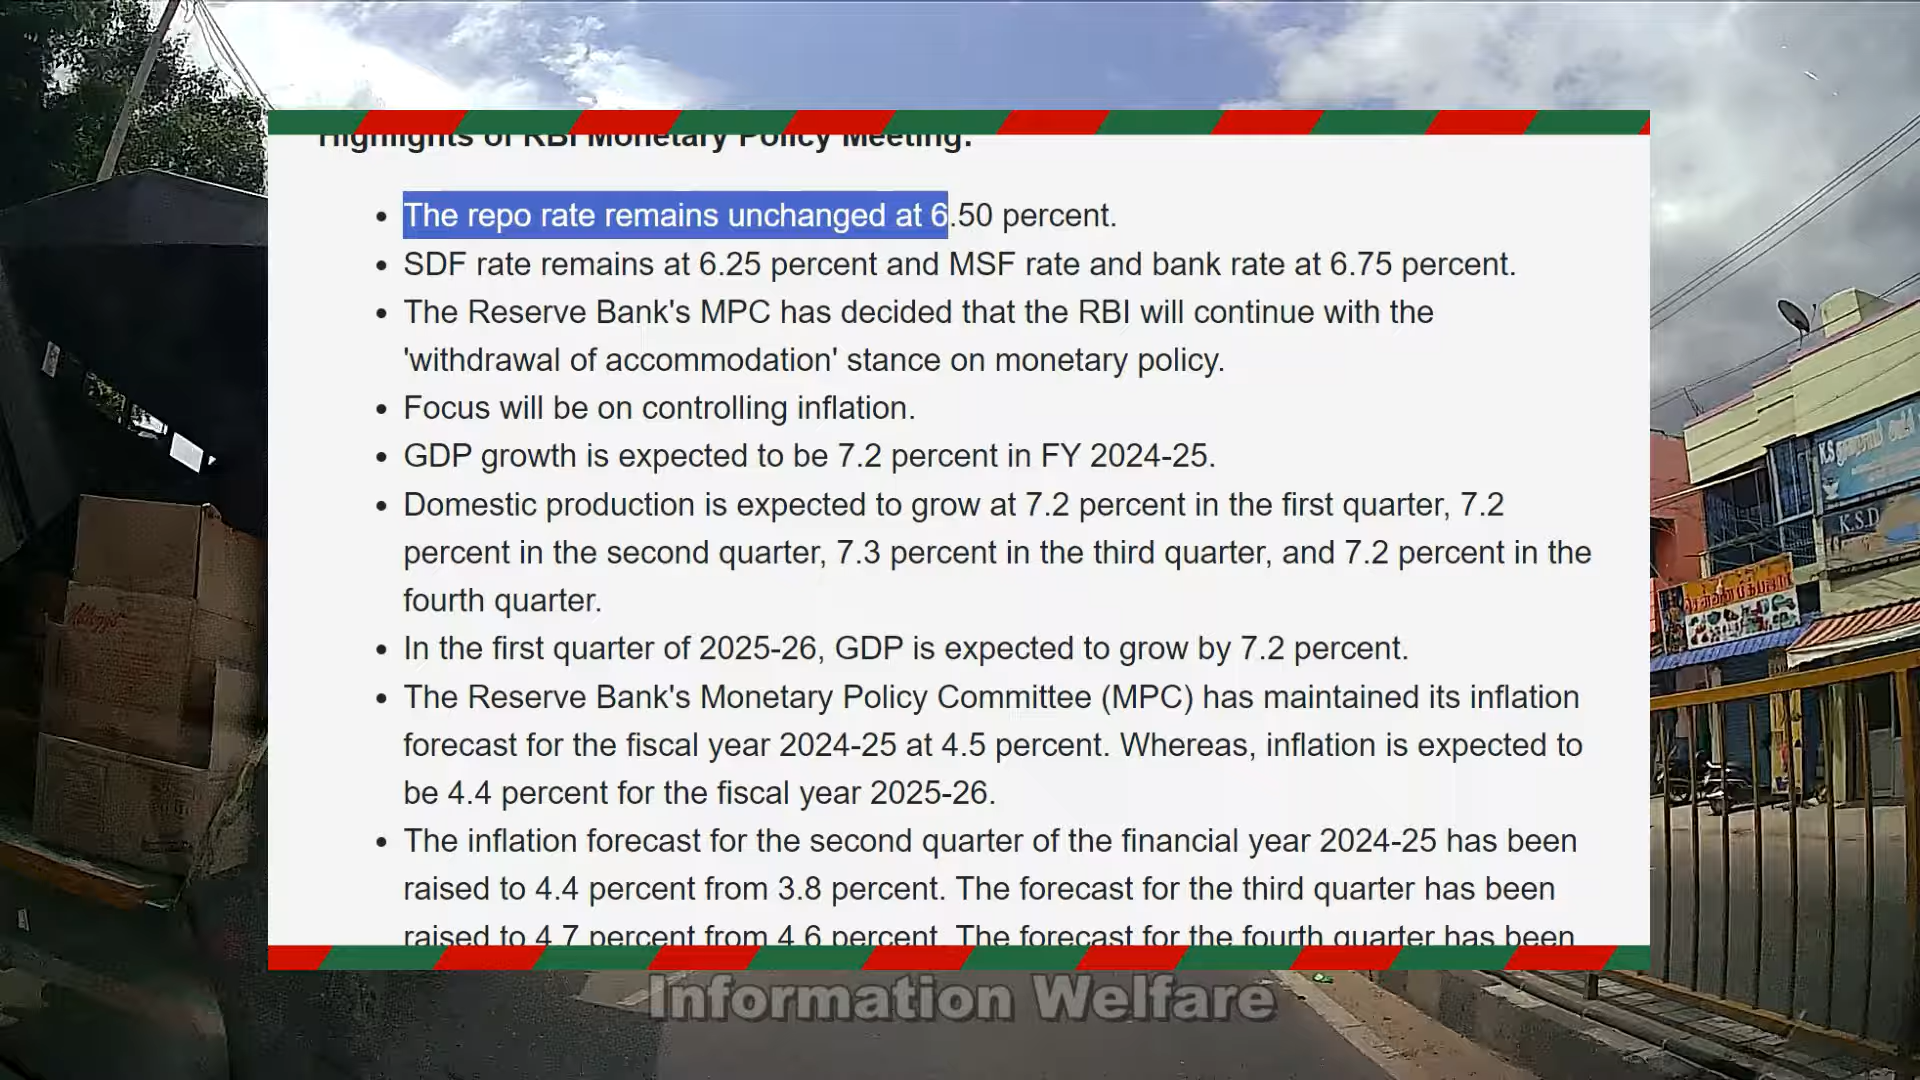 Highlights of RBI Monetary Policy Meeting:
The repo rate remains unchanged at 6.50 percent.
SDF rate remains at 6.25 percent and MSF rate and bank rate at 6.75 percent.
The Reserve Bank's MPC has decided that the RBI will continue with the
'withdrawal of accommodation' stance on monetary policy.
Focus will be on controlling inflation.
GDP growth is expected to be 7.2 percent in FY 2024-25.
Domestic production is expected to grow at 7.2 percent in the first quarter, 7.2
percent in the second quarter, 7.3 percent in the third quarter, and 7.2 percent in the
fourth quarter.
In the first quarter of 2025-26, GDP is expected to grow by 7.2 percent.
The Reserve Bank's Monetary Policy Committee (MPC) has maintained its inflation
forecast for the fiscal year 2024-25 at 4.5 percent. Whereas, inflation is expected to
be 4.4 percent for the fiscal year 2025-26.
The inflation forecast for the second quarter of the financial year 2024-25 has been
raised to 4.4 percent from 3.8 percent. The forecast for the third quarter has been
raised to 4.7 percent from 4.6 percent. The forecast for the fourth quarter has been
Information Welfare
K.S
K.S.D
Kellogg's